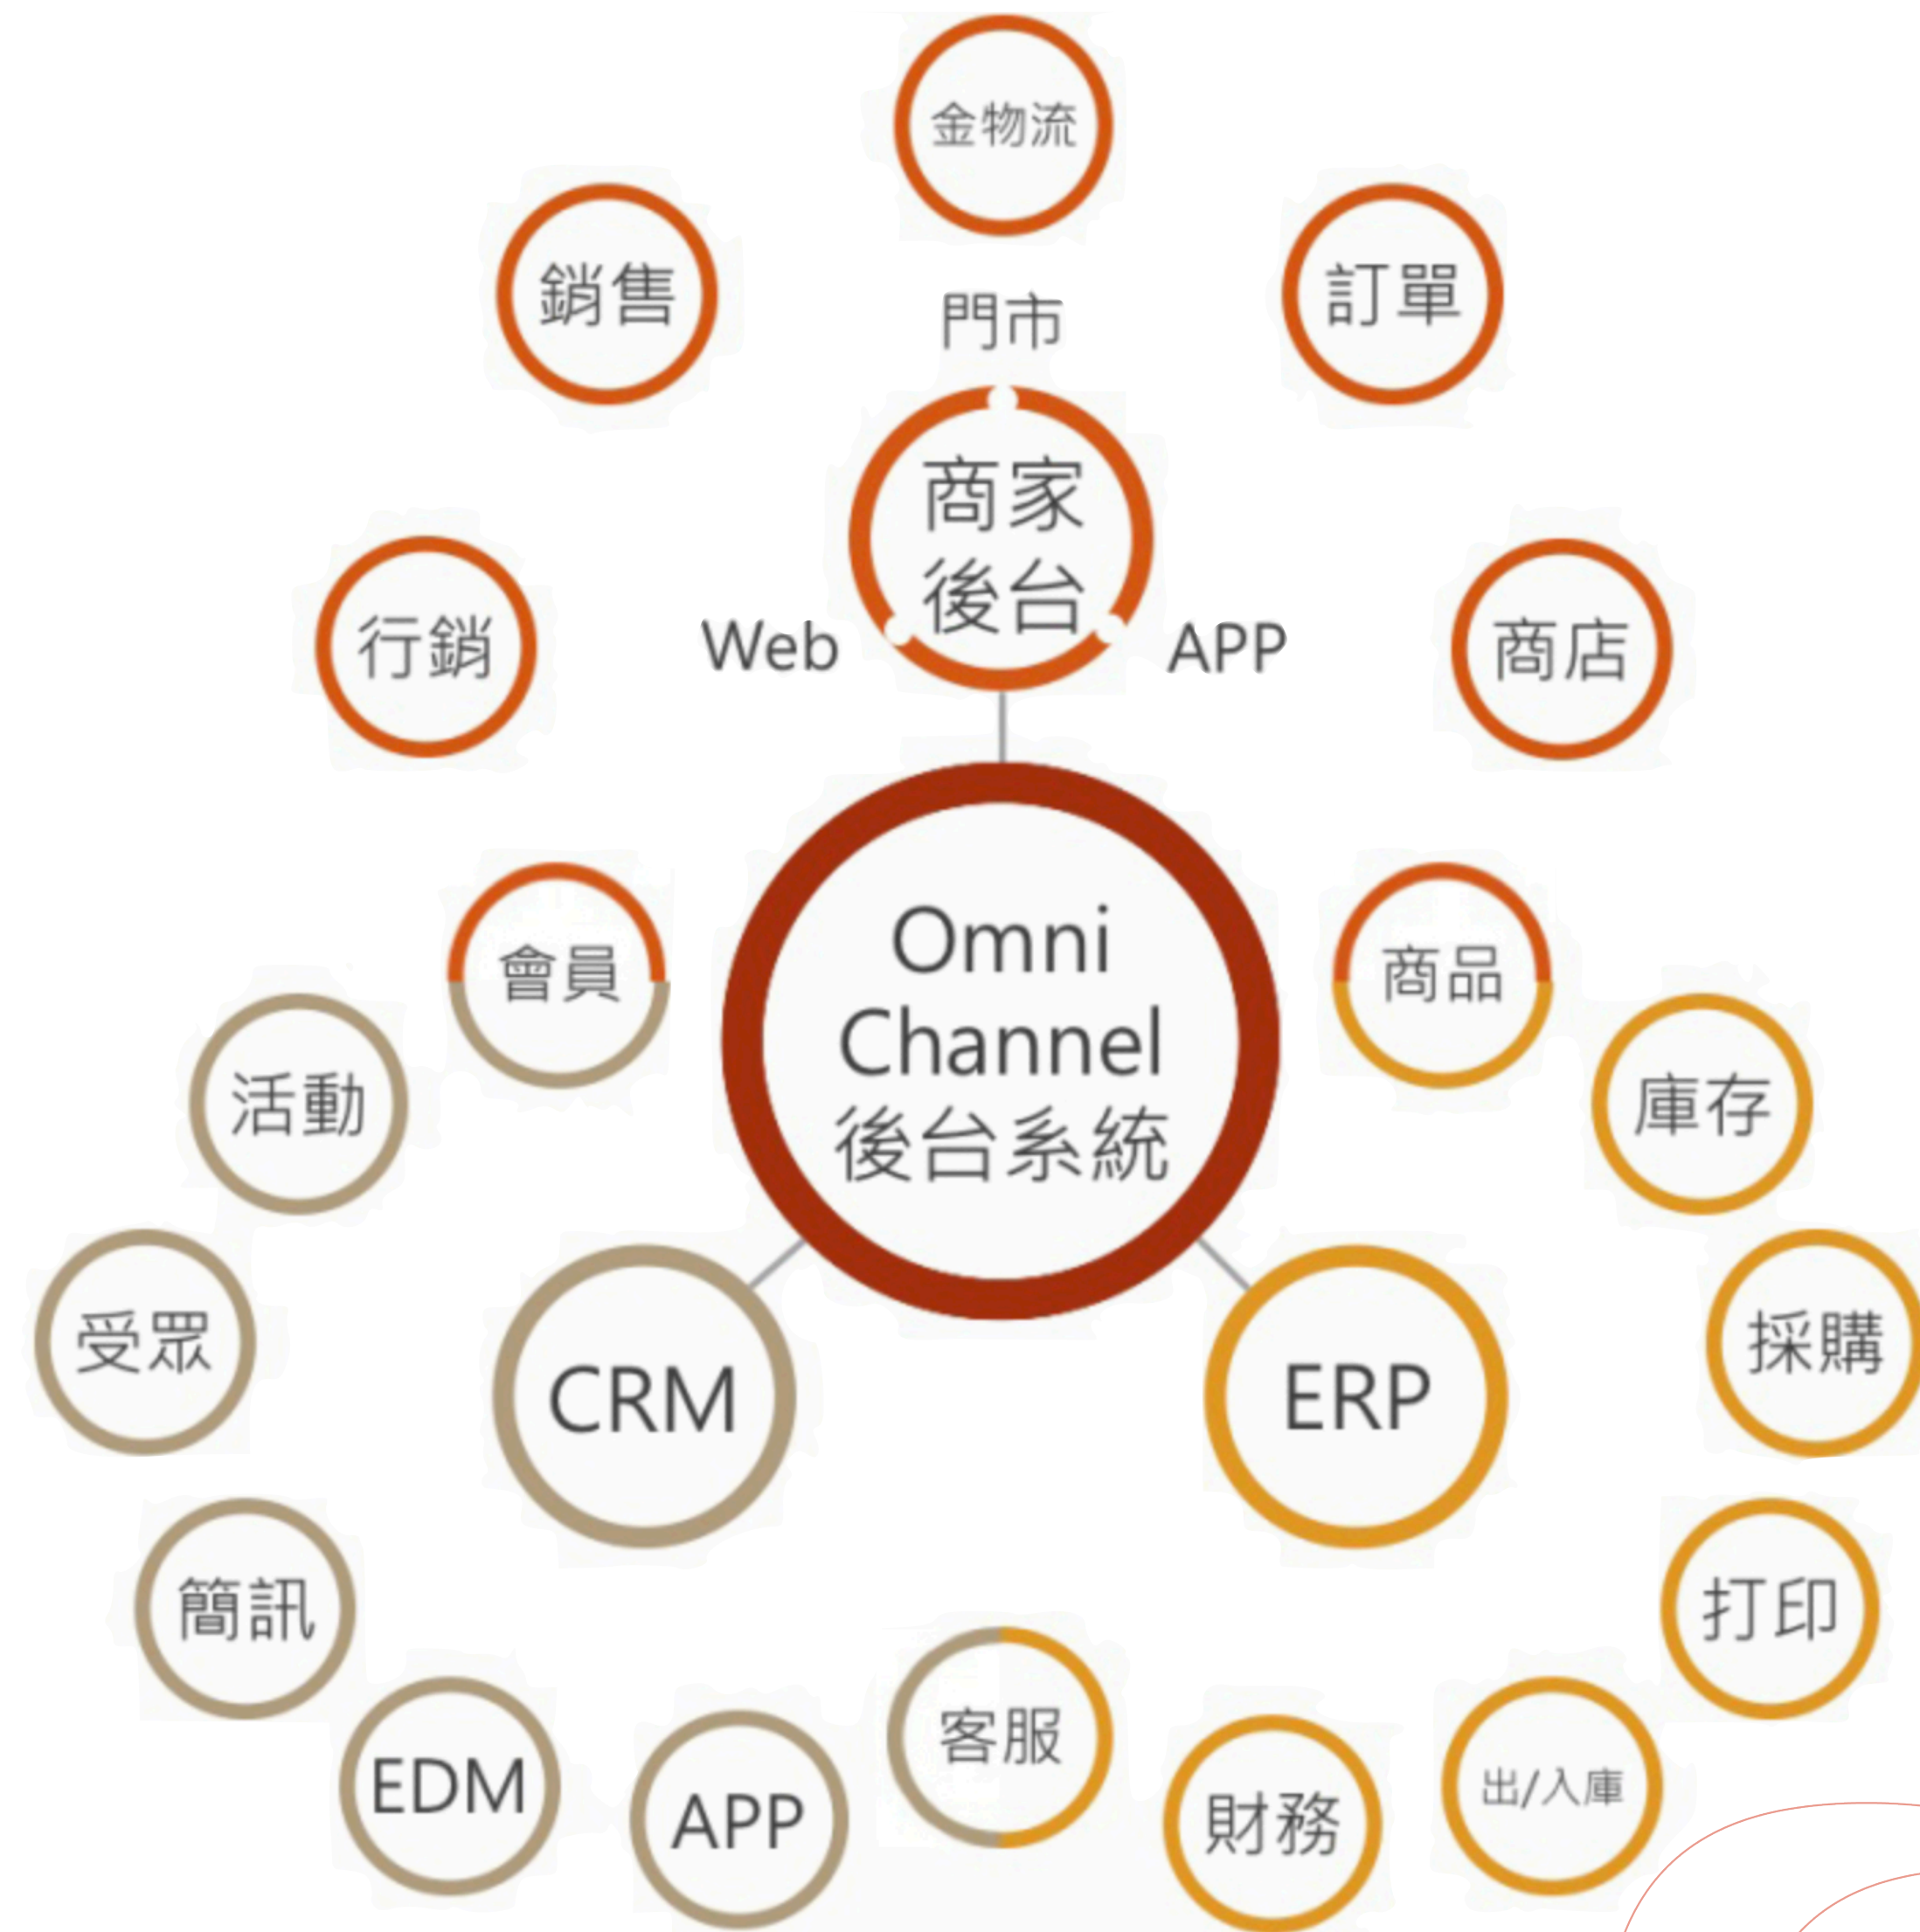 金物流
銷售
訂單
門市
商家
後台
行銷
Web
APP
商店
Omni
Channel
後台系統
會員
商品
活動
庫存
受眾
CRM
ERP
採購
簡訊
打印
客服
EDM
APP
財務
出/入庫